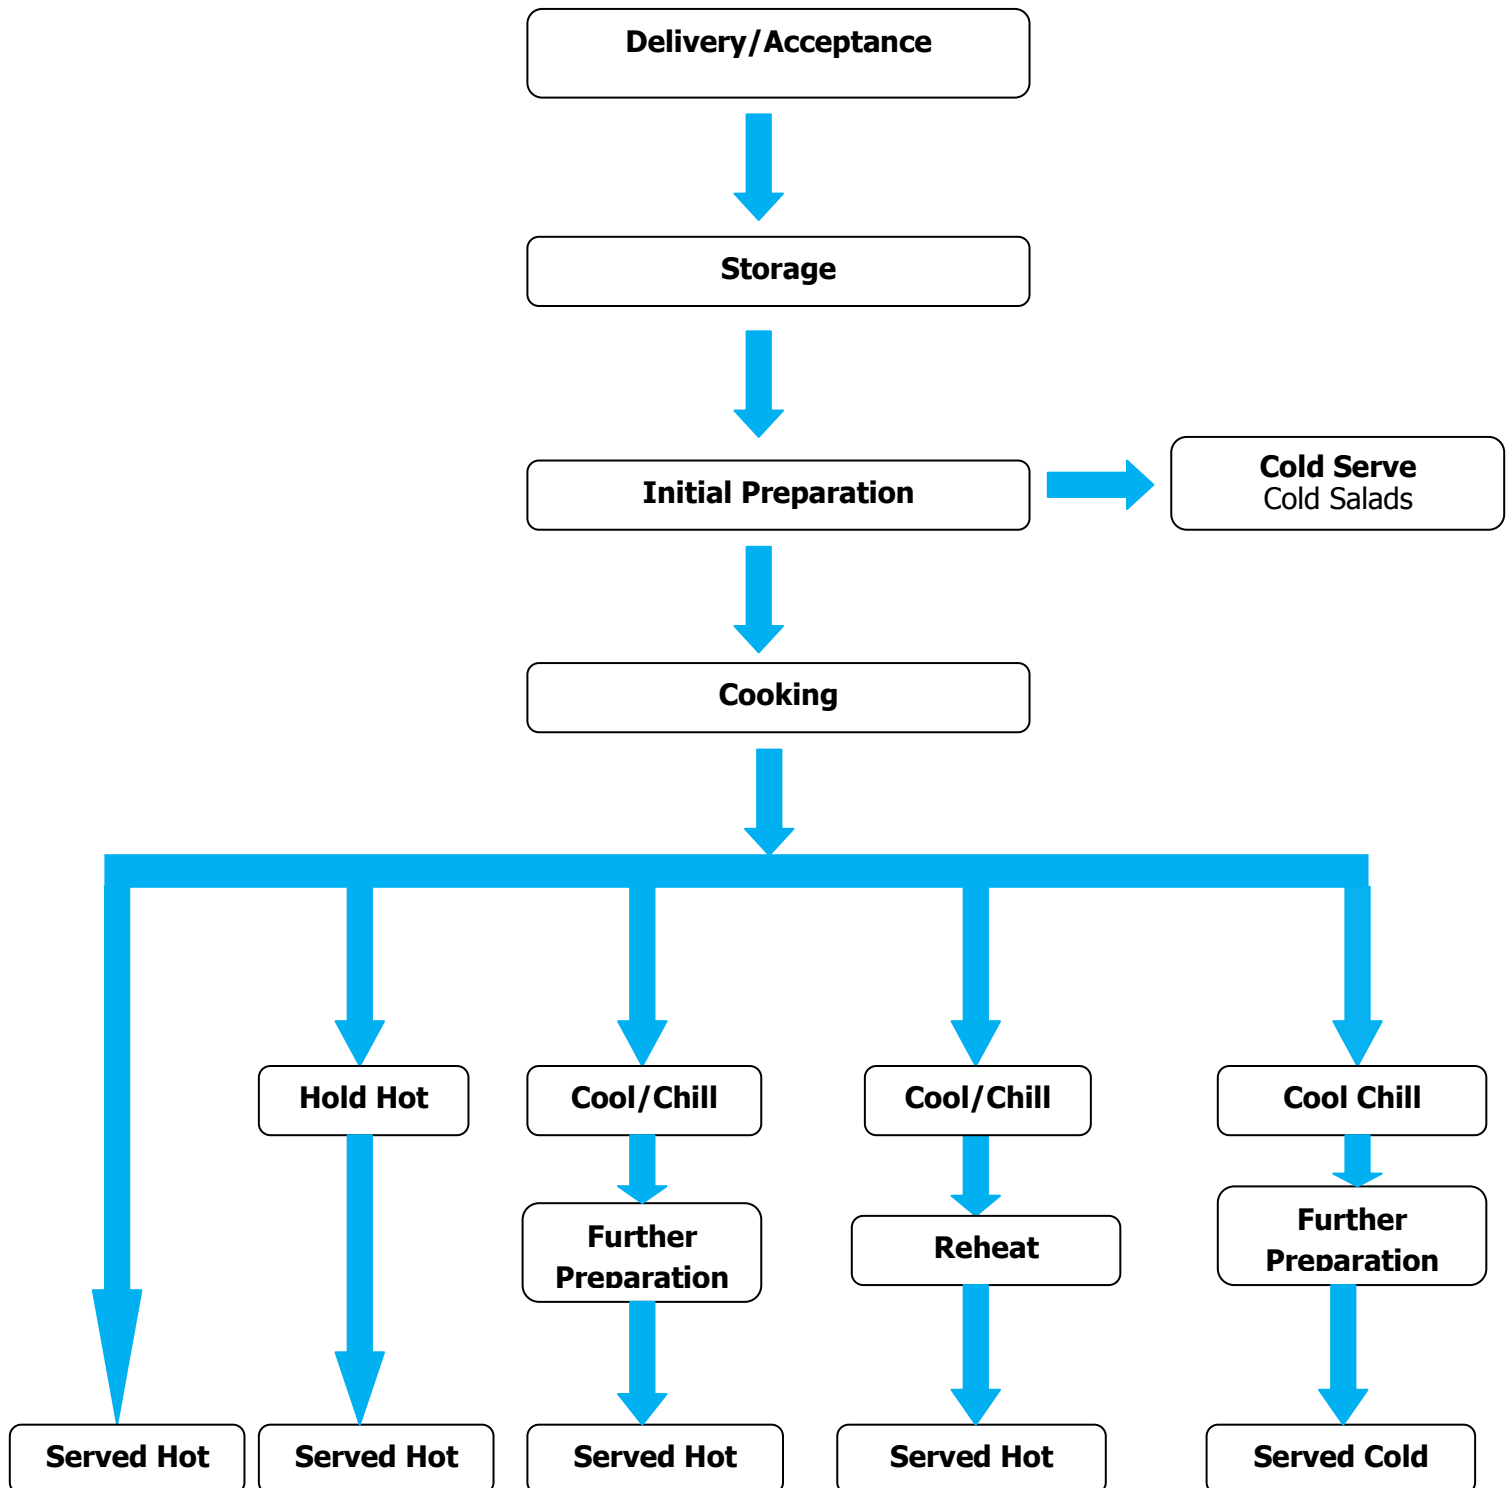 Delivery/Acceptance
Storage
Initial Preparation
Cold Serve
Cold Salads
Cooking
Hold Hot
Cool/Chill
Cool/Chill
Cool Chill
Further
Preparation
Reheat
Further
Preparation
Served Hot
Served Hot
Served Hot
Served Hot
Served Cold